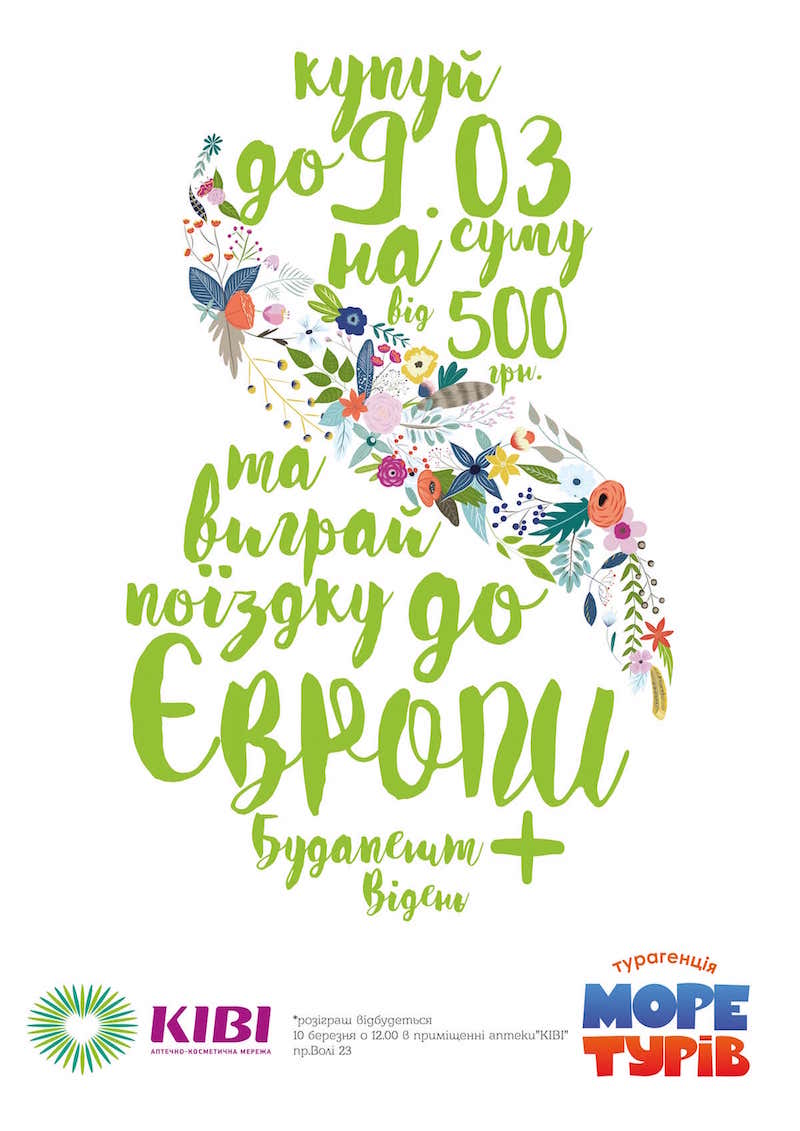 купуй
до 9.03
на суму
від 500
грн.
та
виграй
поїздку до
Європи
Будапешт +
Відень
турагенція
МОРЕ
ТУРІВ
КІВІ
АПТЕЧНО-КОСМЕТИЧНА МЕРЕЖА
*розіграш відбудеться
10 березня о 12.00 в приміщенні аптеки"КІВІ"
пр.Волі 23